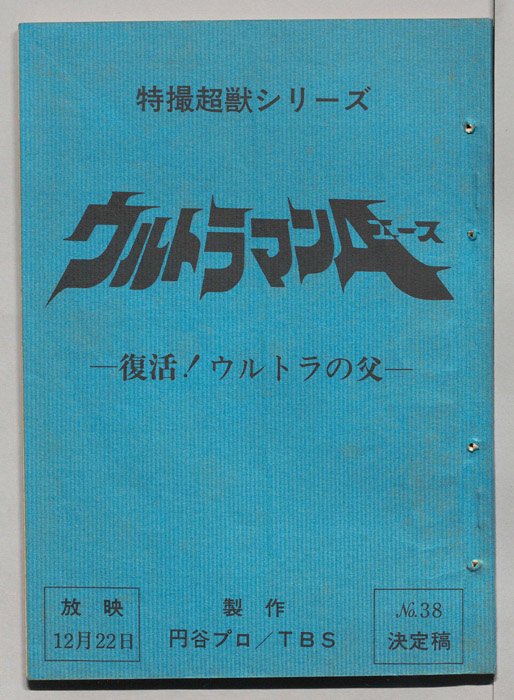 特撮超獣シリーズ
ウルトラマンAエース
―復活!ウルトラの父―
放映
12月22日
製作
円谷プロ/TBS
No.38
決定稿